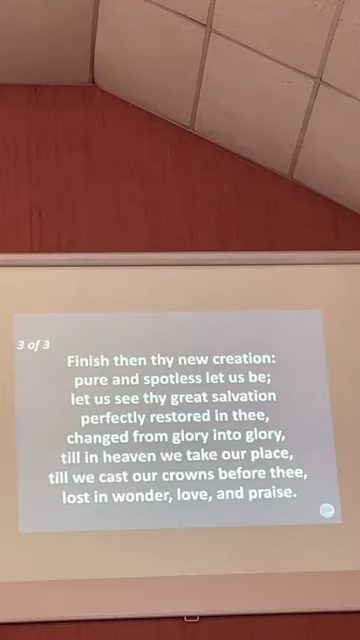 3 of 3
Finish then thy new creation:
pure and spotless let us be;
let us see thy great salvation
perfectly restored in thee,
changed from glory into glory,
till in heaven we take our place,
till we cast our crowns before thee,
lost in wonder, love, and praise.